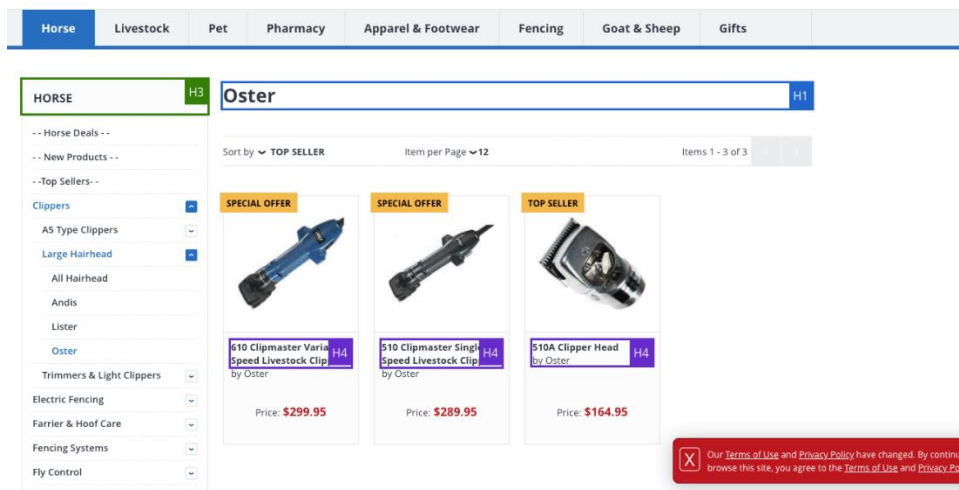 Horse Livestock Pet Pharmacy Apparel & Footwear Fencing Goat & Sheep Gifts
HORSE H3
- - Horse Deals - -
- - New Products - -
- -Top Sellers- -
Clippers
A5 Type Clippers
Large Hairhead
All Hairhead
Andis
Lister
Oster
Trimmers & Light Clippers
Electric Fencing
Farrier & Hoof Care
Fencing Systems
Fly Control
Oster H1
Sort by TOP SELLER Item per Page 12 Items 1 - 3 of 3
SPECIAL OFFER
610 Clipmaster Varia H4
Speed Livestock Clip
by Oster
Price: $299.95
SPECIAL OFFER
510 Clipmaster Singl H4
Speed Livestock Clip
by Oster
Price: $289.95
TOP SELLER
510A Clipper Head H4
by Oster
Price: $164.95
X Our Terms of Use and Privacy Policy have changed. By continu
browse this site, you agree to the Terms of Use and Privacy Po